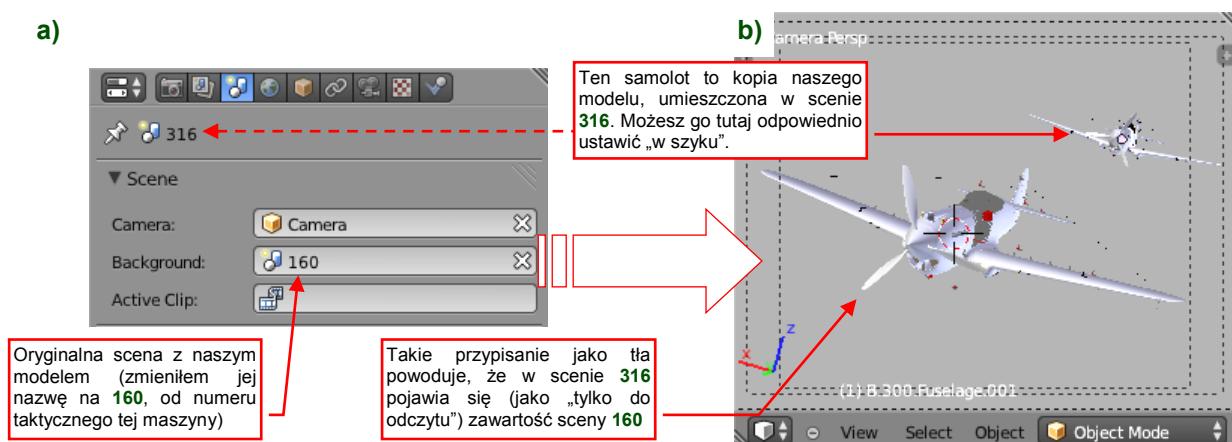 a)
b)
Camera Persp
Ten samolot to kopia naszego
modelu, umieszczona w scenie
316. Możesz go tutaj odpowiednio
ustawić „w szyku”.
316
Scene
Camera:
Camera
Background:
160
Active Clip:
Oryginalna scena z naszym
modelem (zmieniłem jej
nazwę na 160, od numeru
taktycznego tej maszyny)
Takie przypisanie jako tła
powoduje, że w scenie 316
pojawia się (jako „tylko do
odczytu”) zawartość sceny 160
z
x
(1) B.300 Fuselage.001
View Select Object Object Mode